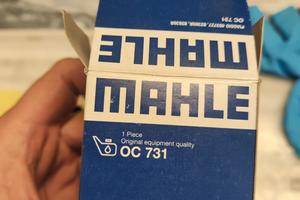 OC 731
MAHLE
MAHLE
1 Piece
Original equipment quality
OC 731